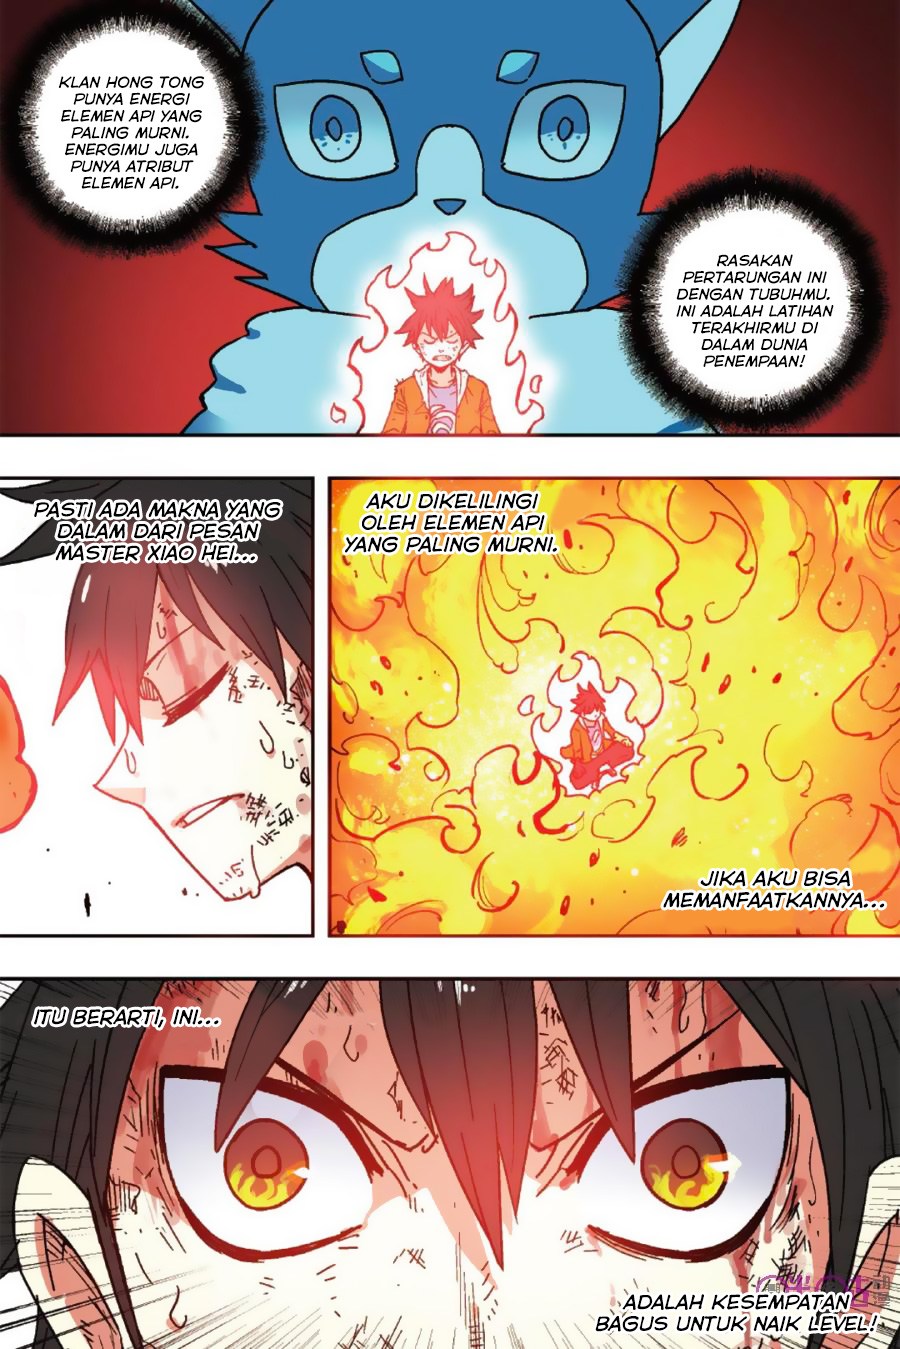 KLAN HONG TONG
PUNYA ENERGI
ELEMEN API YANG
PALING MURNI.
ENERGIMU JUGA
PUNYA ATRIBUT
ELEMEN API.
RASAKAN
PERTARUNGAN INI
DENGAN TUBUHMU.
INI ADALAH LATIHAN
TERAKHIRMU DI
DALAM DUNIA
PENEMPAAN!
PASTI ADA MAKNA YANG
DALAM DARI PESAN
MASTER XIAO HEI...
AKU DIKELILINGI
OLEH ELEMEN API
YANG PALING MURNI.
JIKA AKU BISA
MEMANFAATKANNYA...
ITU BERARTI, INI...
ADALAH KESEMPATAN
BAGUS UNTUK NAIK LEVEL!